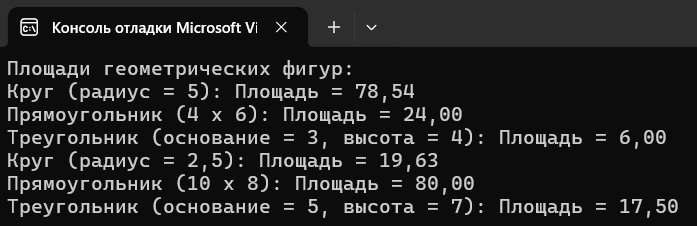 Консоль отладки Microsoft Vi
Площади геометрических фигур:
Круг (радиус = 5): Площадь = 78,54
Прямоугольник (4 x 6): Площадь = 24,00
Треугольник (основание = 3, высота = 4): Площадь = 6,00
Круг (радиус = 2,5): Площадь = 19,63
Прямоугольник (10 x 8): Площадь = 80,00
Треугольник (основание = 5, высота = 7): Площадь = 17,50